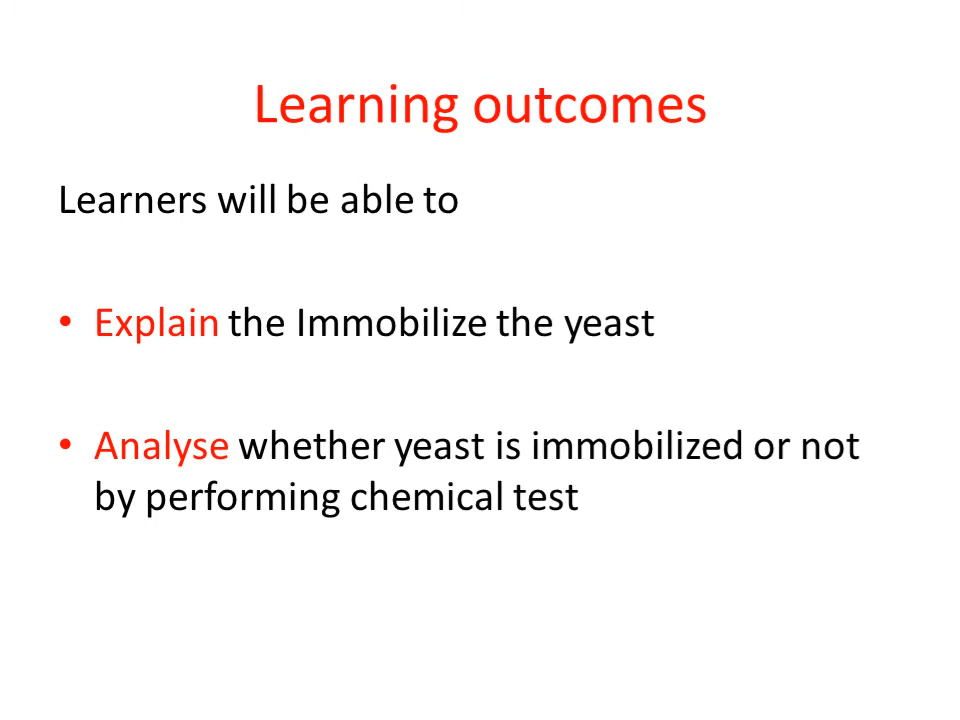 Learning outcomes
Learners will be able to
• Explain the Immobilize the yeast
• Analyse whether yeast is immobilized or not
by performing chemical test